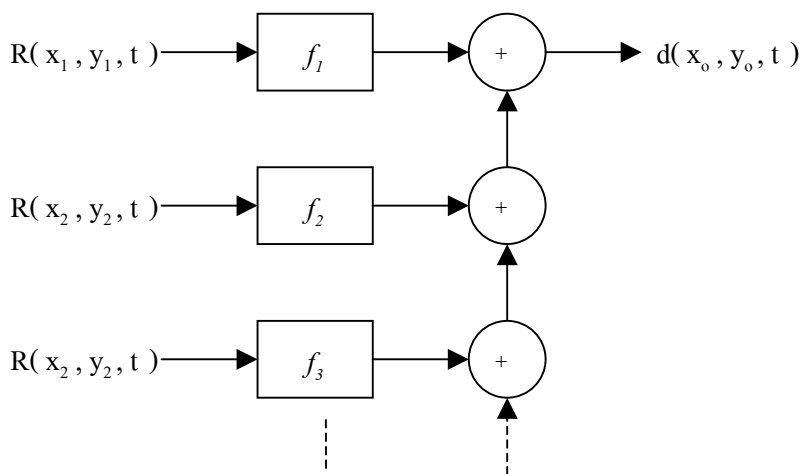 R( x₁ , y₁ , t ) f₁ + d( xₒ , yₒ , t )
R( x₂ , y₂ , t ) f₂ +
R( x₂ , y₂ , t ) f₃ +